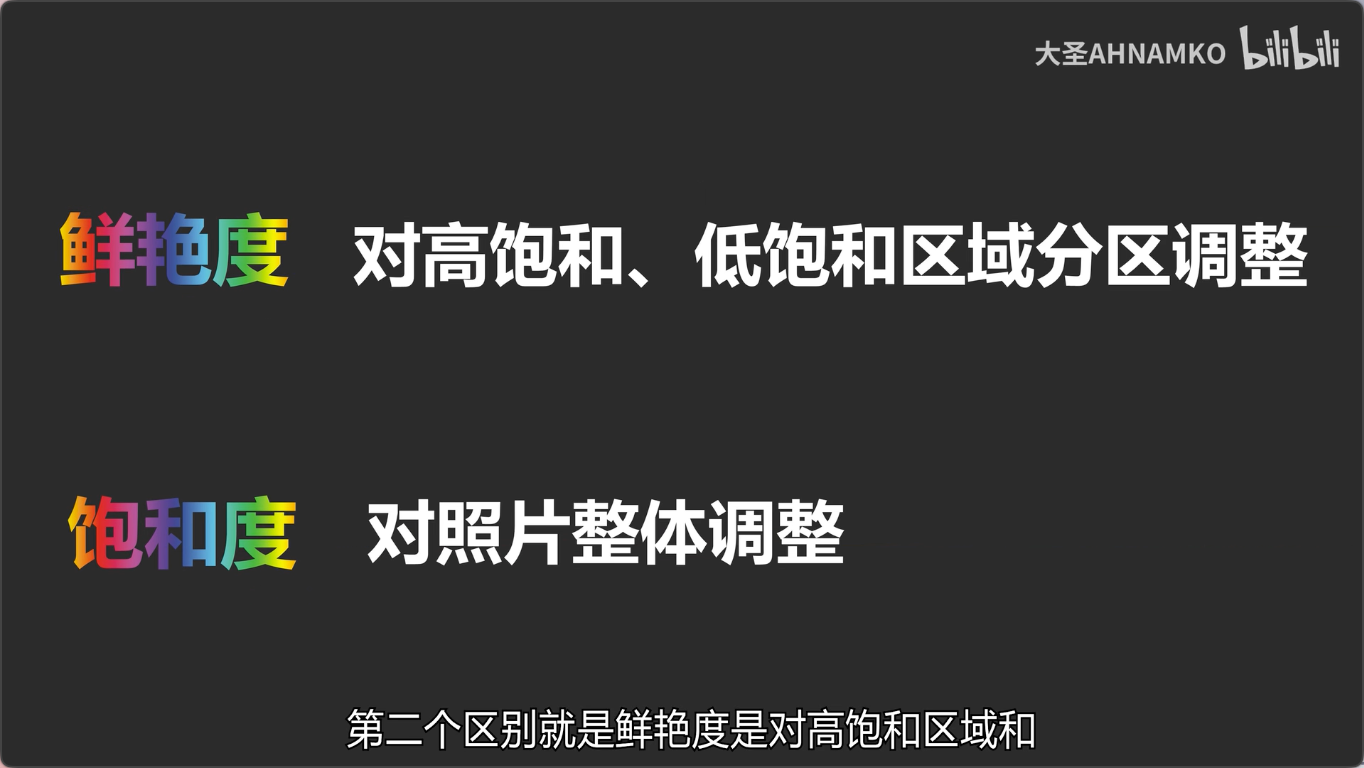 大圣AHNAMKO bilibili
鲜艳度 对高饱和、低饱和区域分区调整
饱和度 对照片整体调整
第二个区别就是鲜艳度是对高饱和区域和